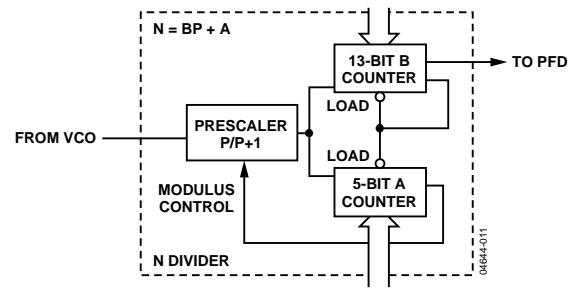 N = BP + A
13-BIT B
COUNTER
TO PFD
LOAD
PRESCALER
P/P+1
FROM VCO
LOAD
MODULUS
CONTROL
5-BIT A
COUNTER
N DIVIDER
04644-011